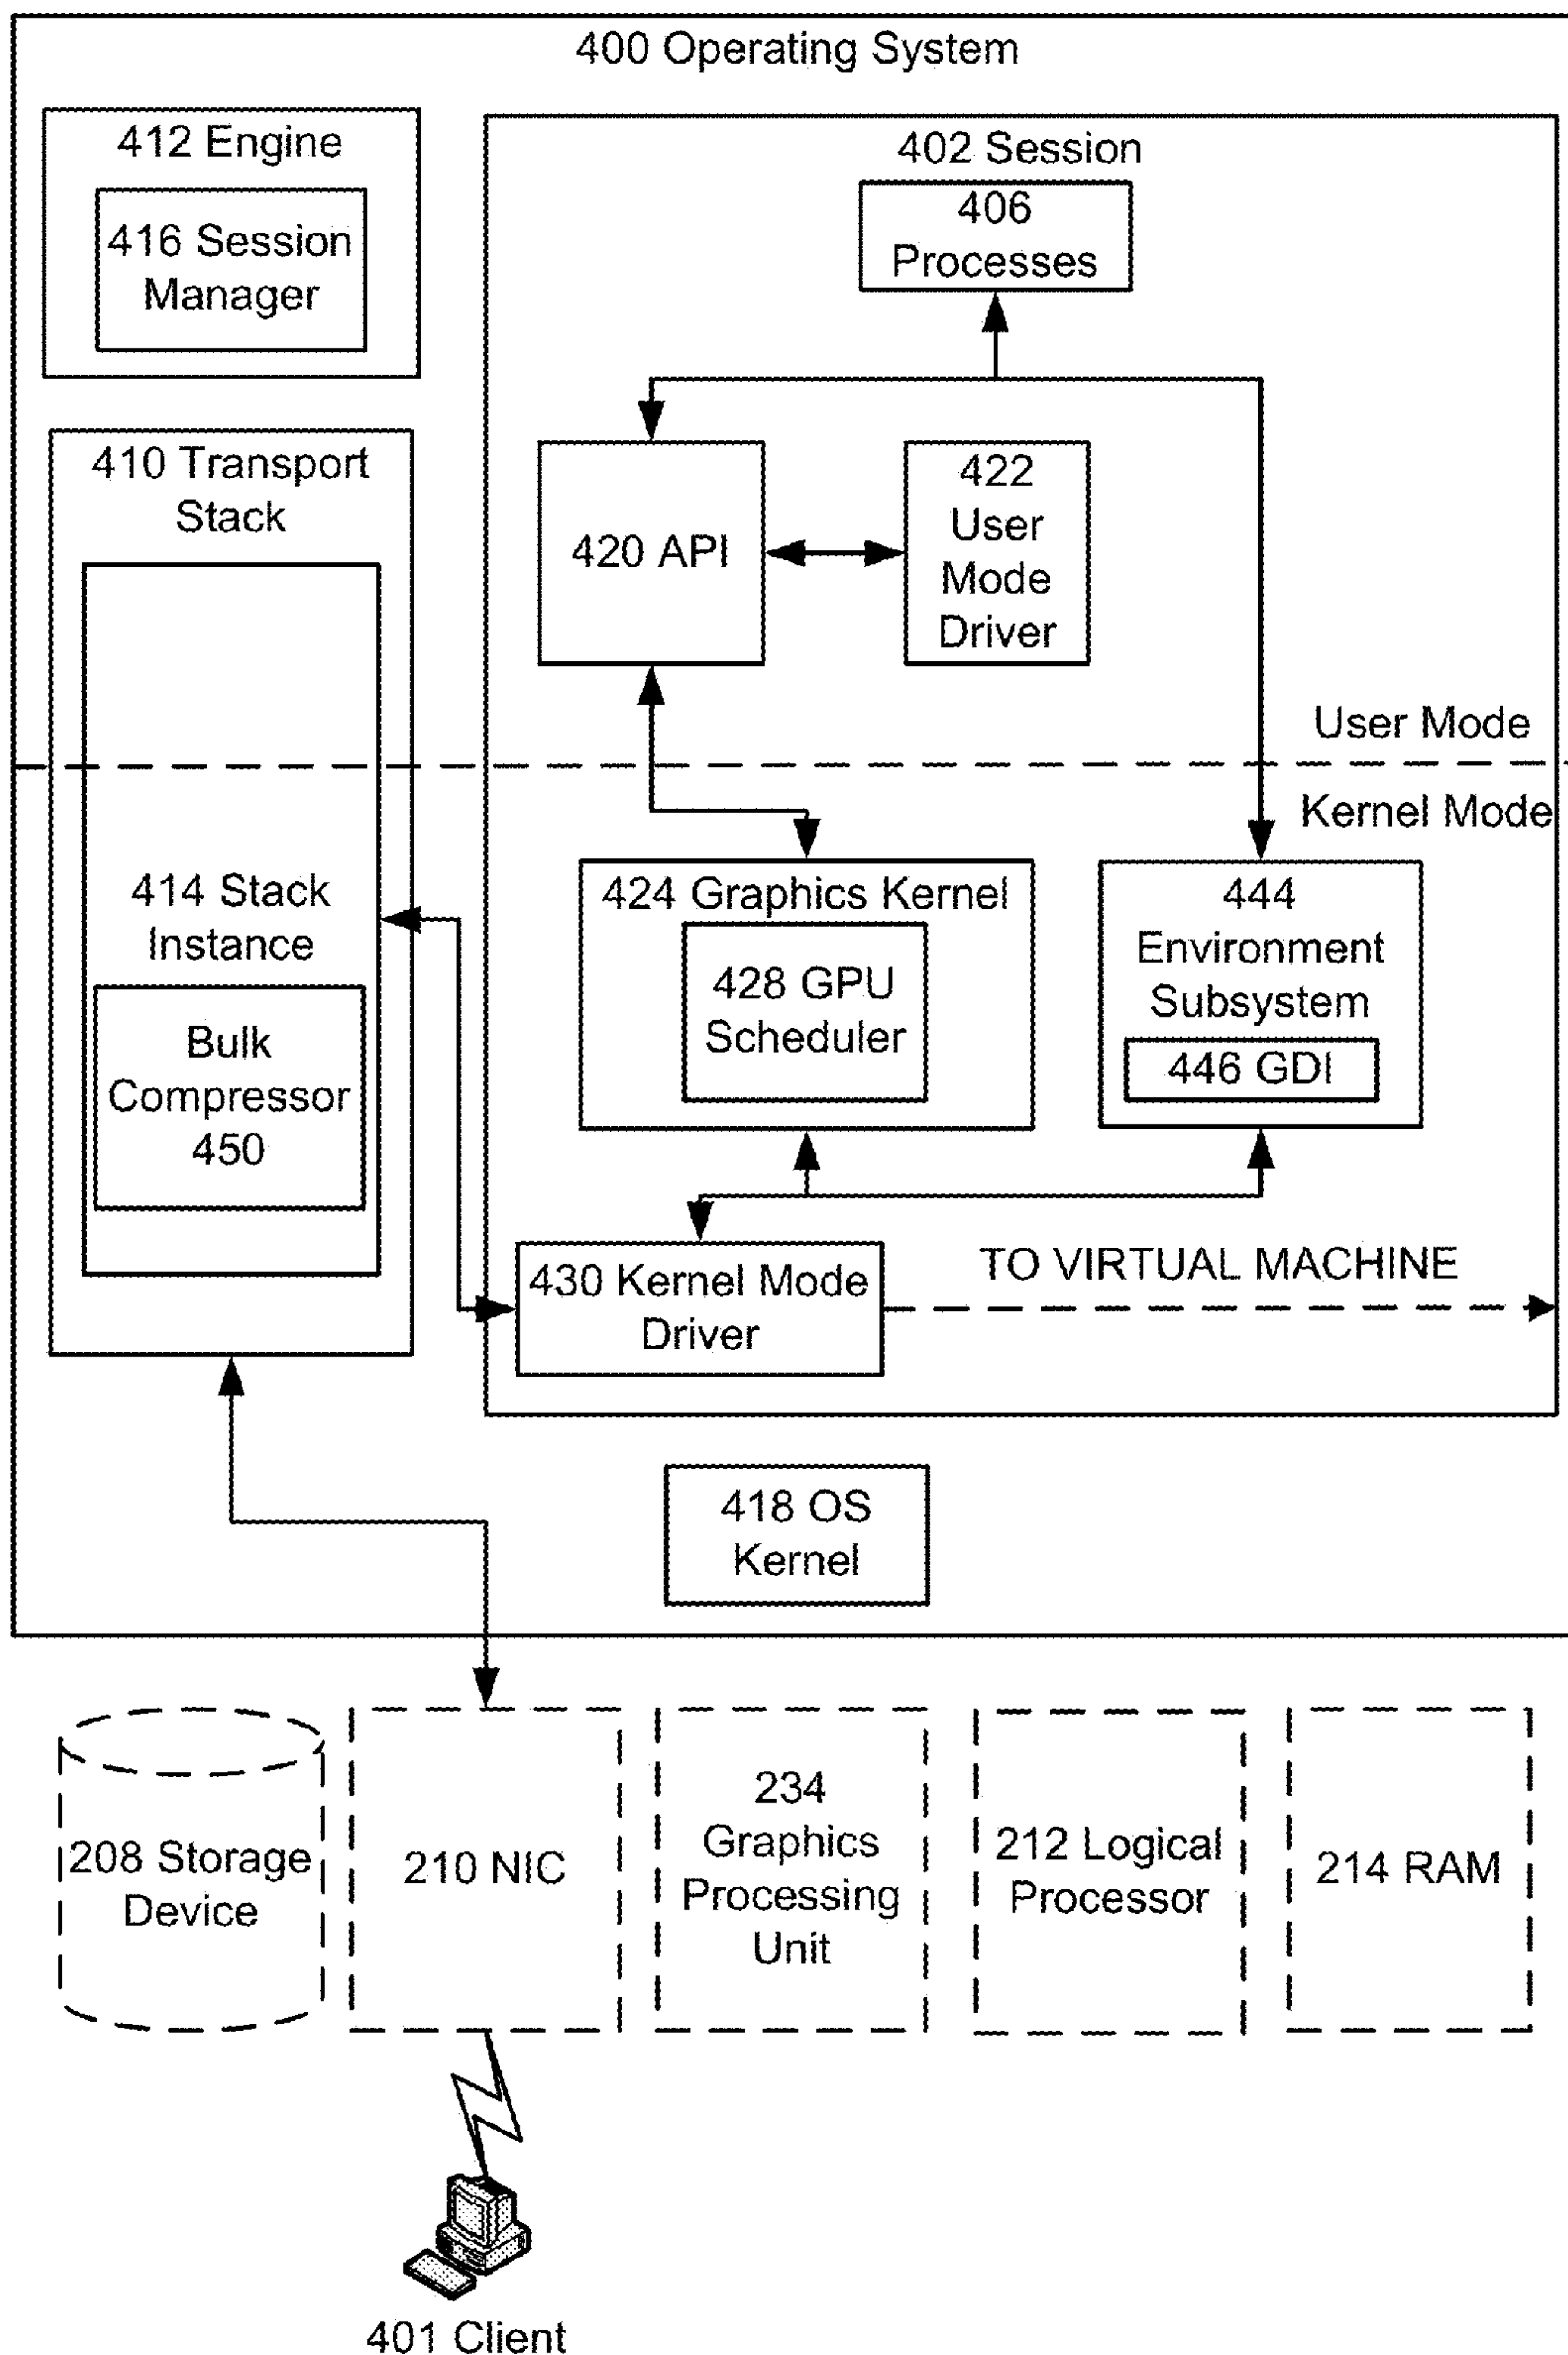 400 Operating System
412 Engine
416 Session
Manager
402 Session
406
Processes
410 Transport
Stack
420 API
422
User
Mode
Driver
User Mode
Kernel Mode
414 Stack
Instance
Bulk
Compressor
450
424 Graphics Kernel
428 GPU
Scheduler
444
Environment
Subsystem
446 GDI
430 Kernel Mode
Driver
TO VIRTUAL MACHINE
418 OS
Kernel
208 Storage
Device
210 NIC
234
Graphics
Processing
Unit
212 Logical
Processor
214 RAM
401 Client